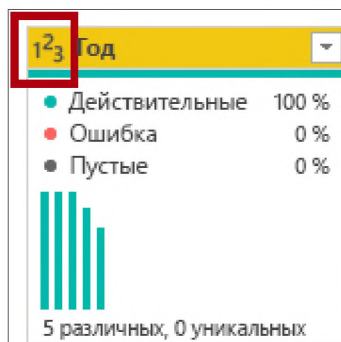 1²3 Год
Действительные 100 %
Ошибка 0 %
Пустые 0 %
5 различных, 0 уникальных